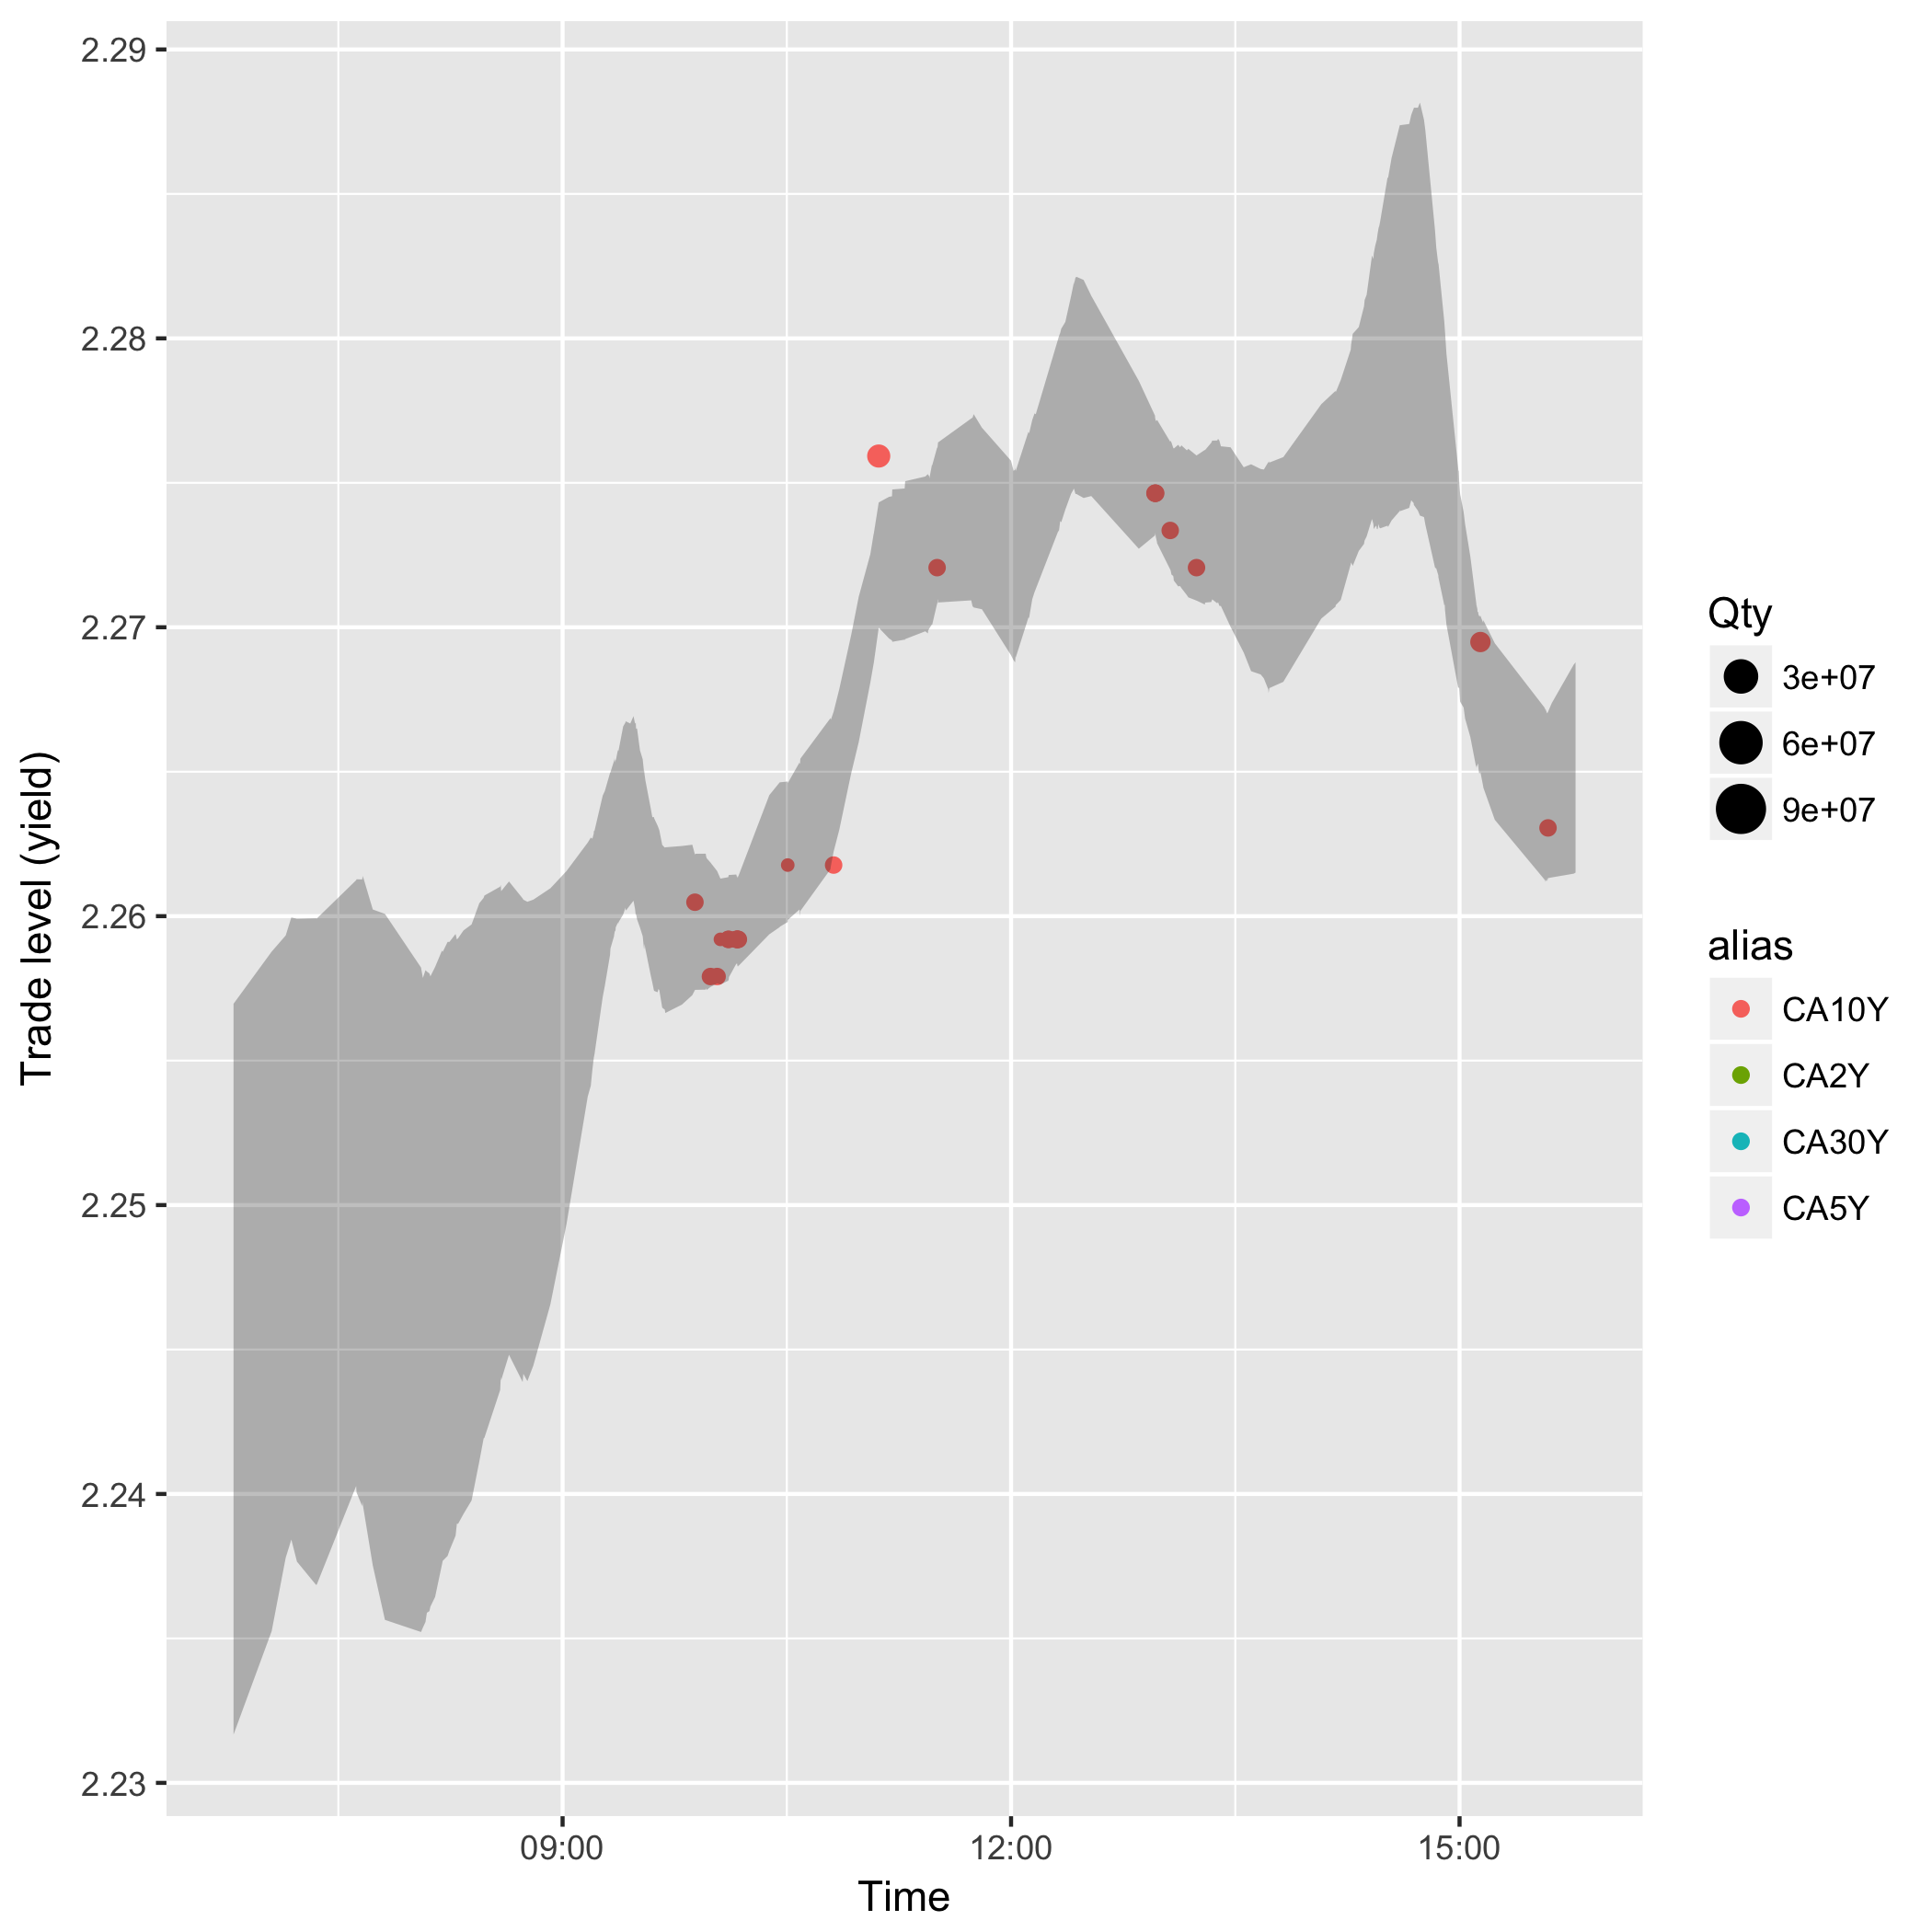 2.29
2.28
2.27
2.26
2.25
2.24
2.23
Trade level (yield)
09:00
12:00
15:00
Time
Qty
3e+07
6e+07
9e+07
alias
CA10Y
CA2Y
CA30Y
CA5Y